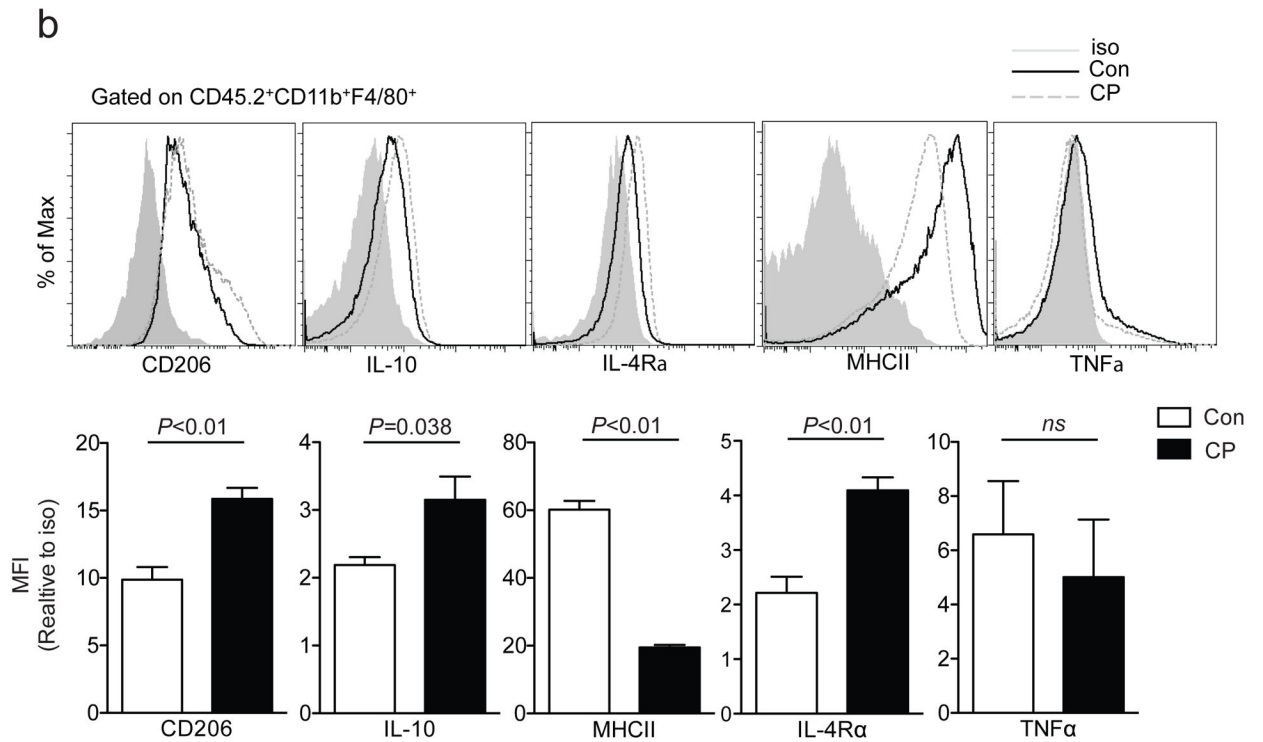 b
iso
Con
CP
Gated on CD45.2⁺CD11b⁺F4/80⁺
% of Max
CD206
IL-10
IL-4Ra
MHCII
TNFa
Con
CP
MFI
(Realtive to iso)
P<0.01
20
15
10
5
0
CD206
P=0.038
4
3
2
1
0
IL-10
P<0.01
80
60
40
20
0
MHCII
P<0.01
5
4
3
2
1
0
IL-4Rα
ns
10
8
6
4
2
0
TNFα